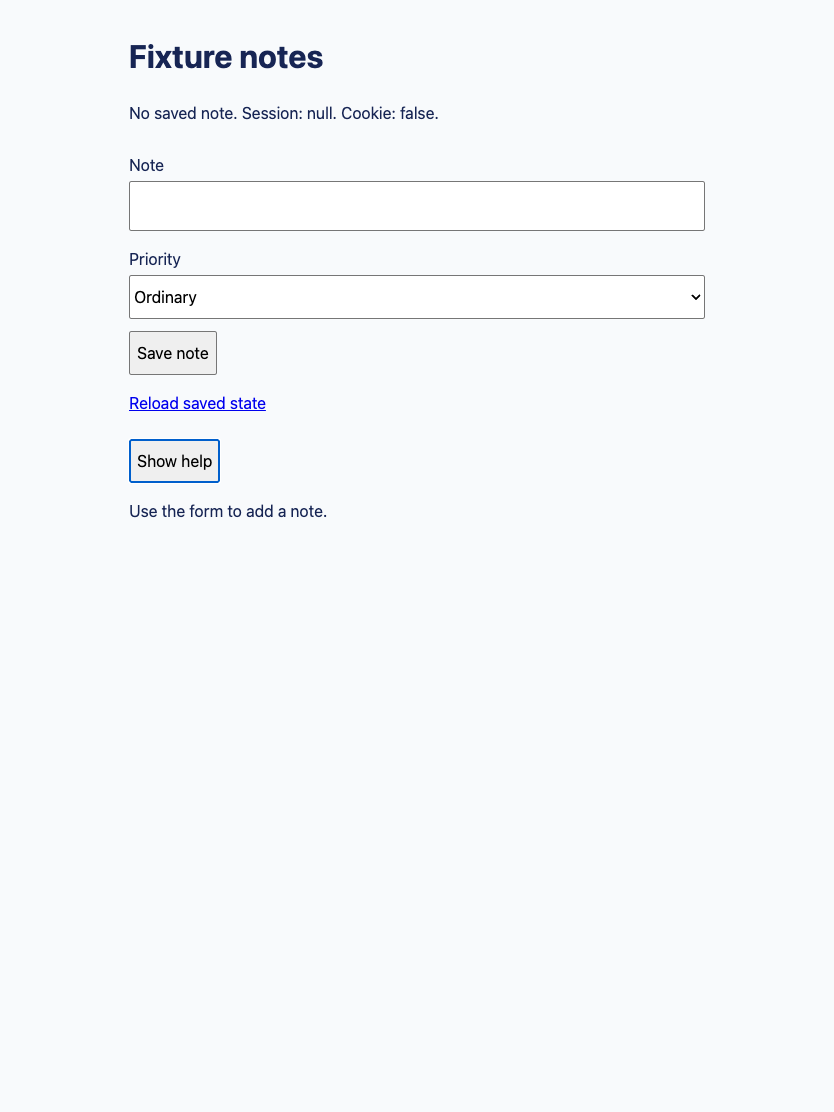 Fixture notes
No saved note. Session: null. Cookie: false.
Note
Priority
Ordinary
Save note
Reload saved state
Show help
Use the form to add a note.